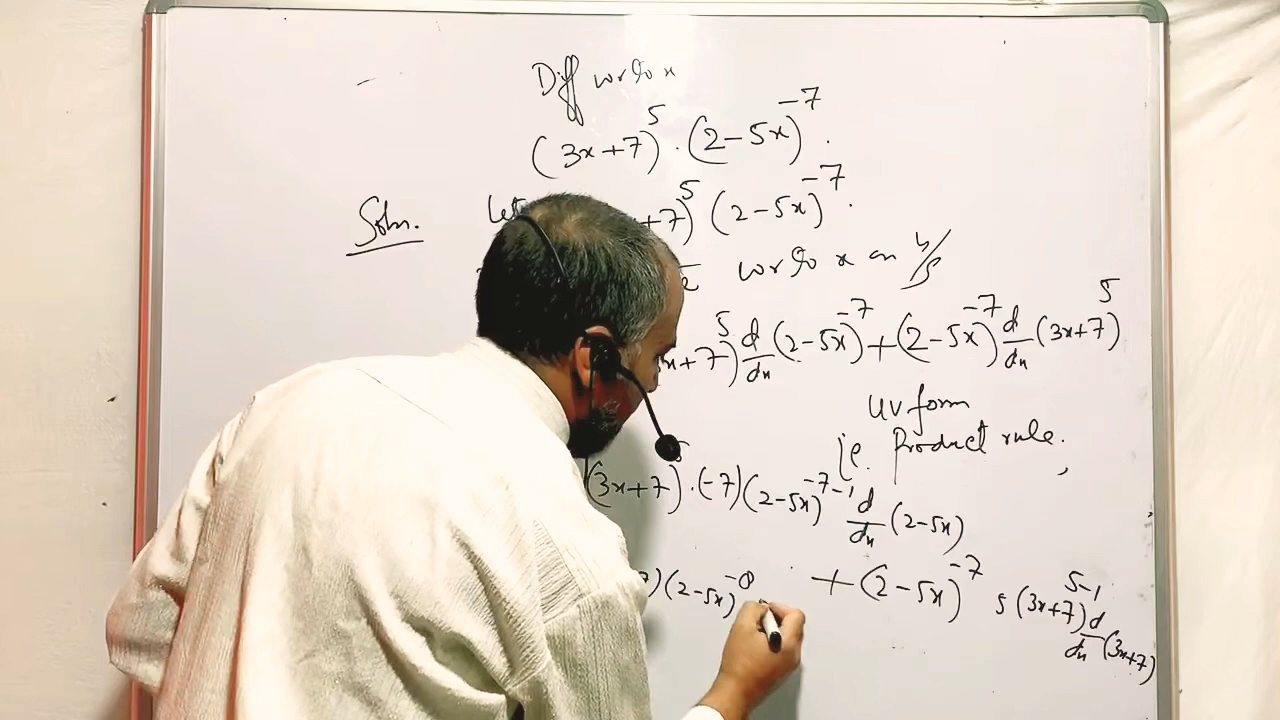 Diff w.r.to x
(3x+7)⁵ · (2-5x)⁻⁷.
Soln. Let +7)⁵ (2-5x)⁻⁷.
w.r.to x on b/s
x+7)⁵ d/dx (2-5x)⁻⁷ + (2-5x)⁻⁷ d/dx (3x+7)⁵
uv form
i.e. Product rule.
(3x+7)⁵ · (-7) (2-5x)⁻⁷⁻¹ d/dx (2-5x)
+ (2-5x)⁻⁷ 5 (3x+7)⁵⁻¹ d/dx (3x+7)
7) (2-5x)⁻⁸